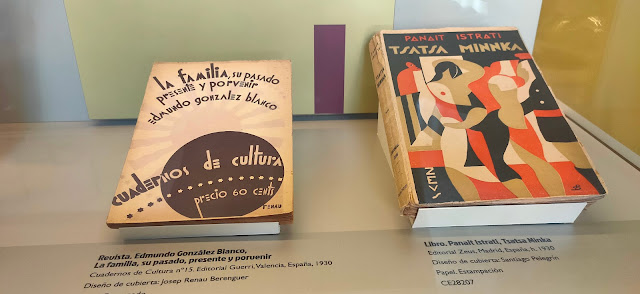 la familia, su pasado
presente y porvenir
edmundo gonzalez blanco
cuadernos de cultura
precio 60 cents
RENAU
PANAIT ISTRATI
TSATSA MINNKA
ZEUS
Revista, Edmundo González Blanco,
La familia, su pasado, presente y porvenir
Cuadernos de Cultura nº15. Editorial Guerri, Valencia, España, 1930
Diseño de cubierta: Josep Renau Berenguer
Libro, Panait Istrati, Tsatsa Minka
Editorial Zeus, Madrid, España, h. 1930
Diseño de cubierta: Santiago Pelegrín
Papel. Estampación
CE28207